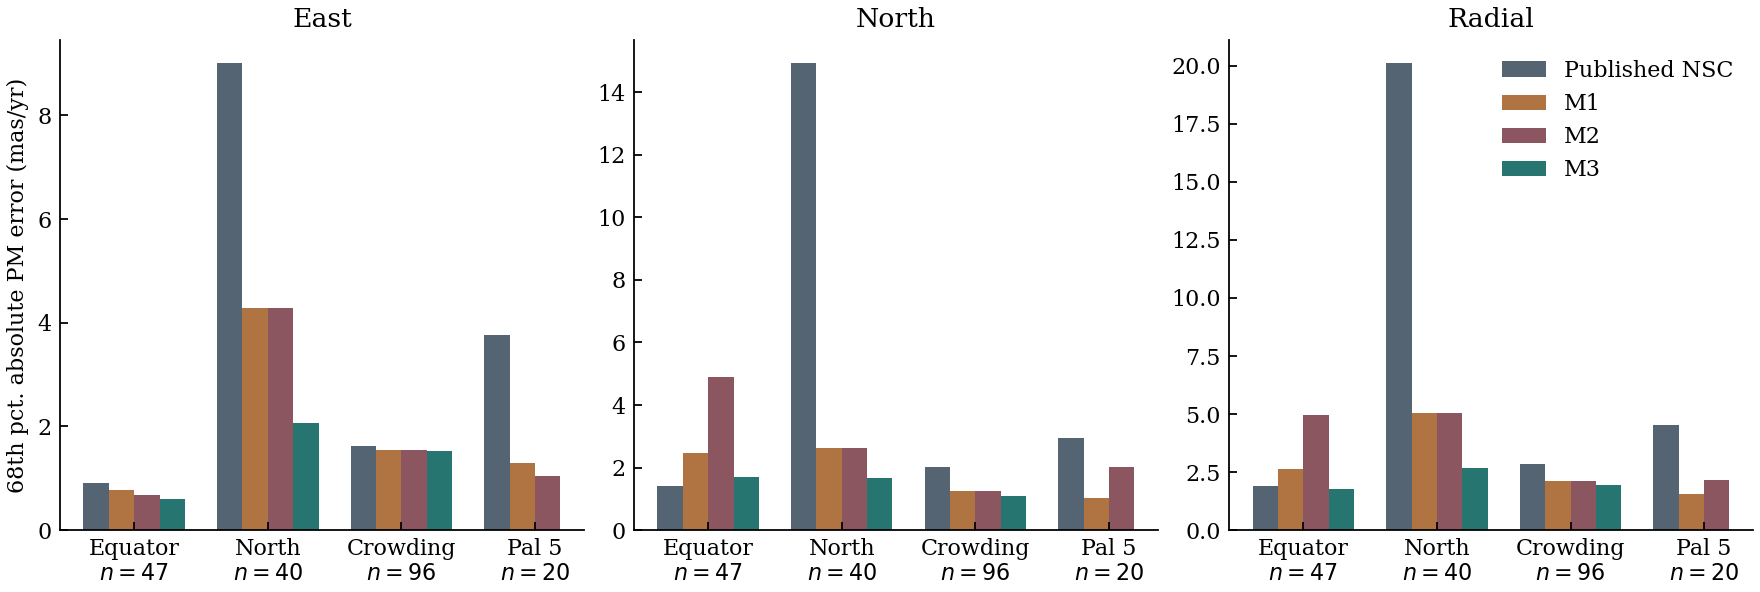 East
North
Radial
68th pct. absolute PM error (mas/yr)
8
6
4
2
0
14
12
10
8
6
4
2
0
20.0
17.5
15.0
12.5
10.0
7.5
5.0
2.5
0.0
Published NSC
M1
M2
M3
Equator
n = 47
North
n = 40
Crowding
n = 96
Pal 5
n = 20
Equator
n = 47
North
n = 40
Crowding
n = 96
Pal 5
n = 20
Equator
n = 47
North
n = 40
Crowding
n = 96
Pal 5
n = 20